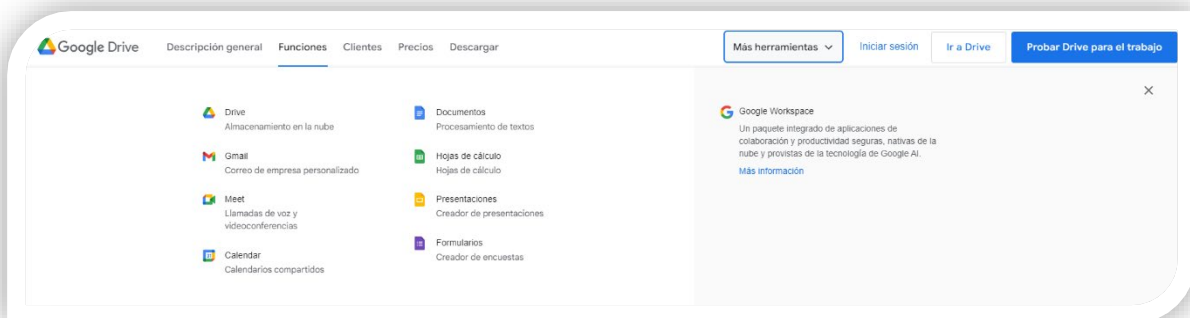 Google Drive
Descripción general
Funciones
Clientes
Precios
Descargar
Más herramientas
Iniciar sesión
Ir a Drive
Probar Drive para el trabajo
Drive
Almacenamiento en la nube
Gmail
Correo de empresa personalizado
Meet
Llamadas de voz y
videoconferencias
Calendar
Calendarios compartidos
Documentos
Procesamiento de textos
Hojas de cálculo
Hojas de cálculo
Presentaciones
Creador de presentaciones
Formularios
Creador de encuestas
Google Workspace
Un paquete integrado de aplicaciones de
colaboración y productividad seguras, nativas de la
nube y provistas de la tecnología de Google AI.
Más información